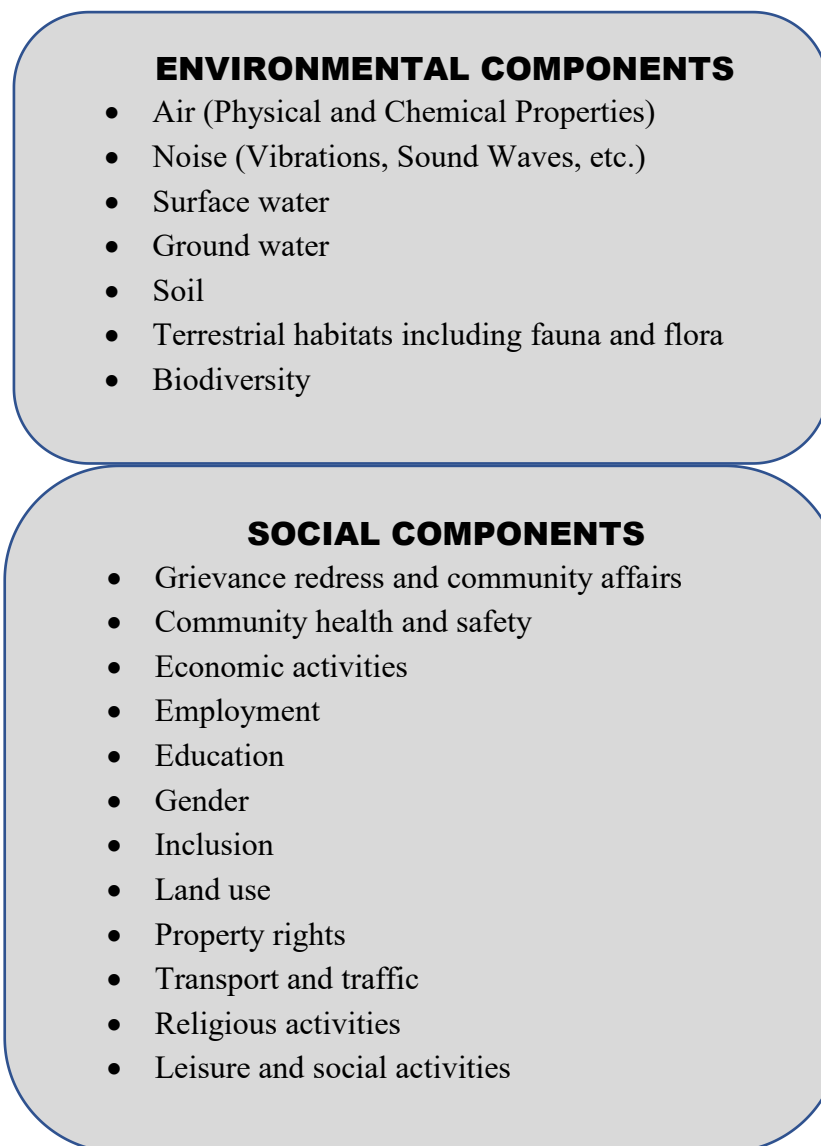 ENVIRONMENTAL COMPONENTS
• Air (Physical and Chemical Properties)
• Noise (Vibrations, Sound Waves, etc.)
• Surface water
• Ground water
• Soil
• Terrestrial habitats including fauna and flora
• Biodiversity
SOCIAL COMPONENTS
• Grievance redress and community affairs
• Community health and safety
• Economic activities
• Employment
• Education
• Gender
• Inclusion
• Land use
• Property rights
• Transport and traffic
• Religious activities
• Leisure and social activities